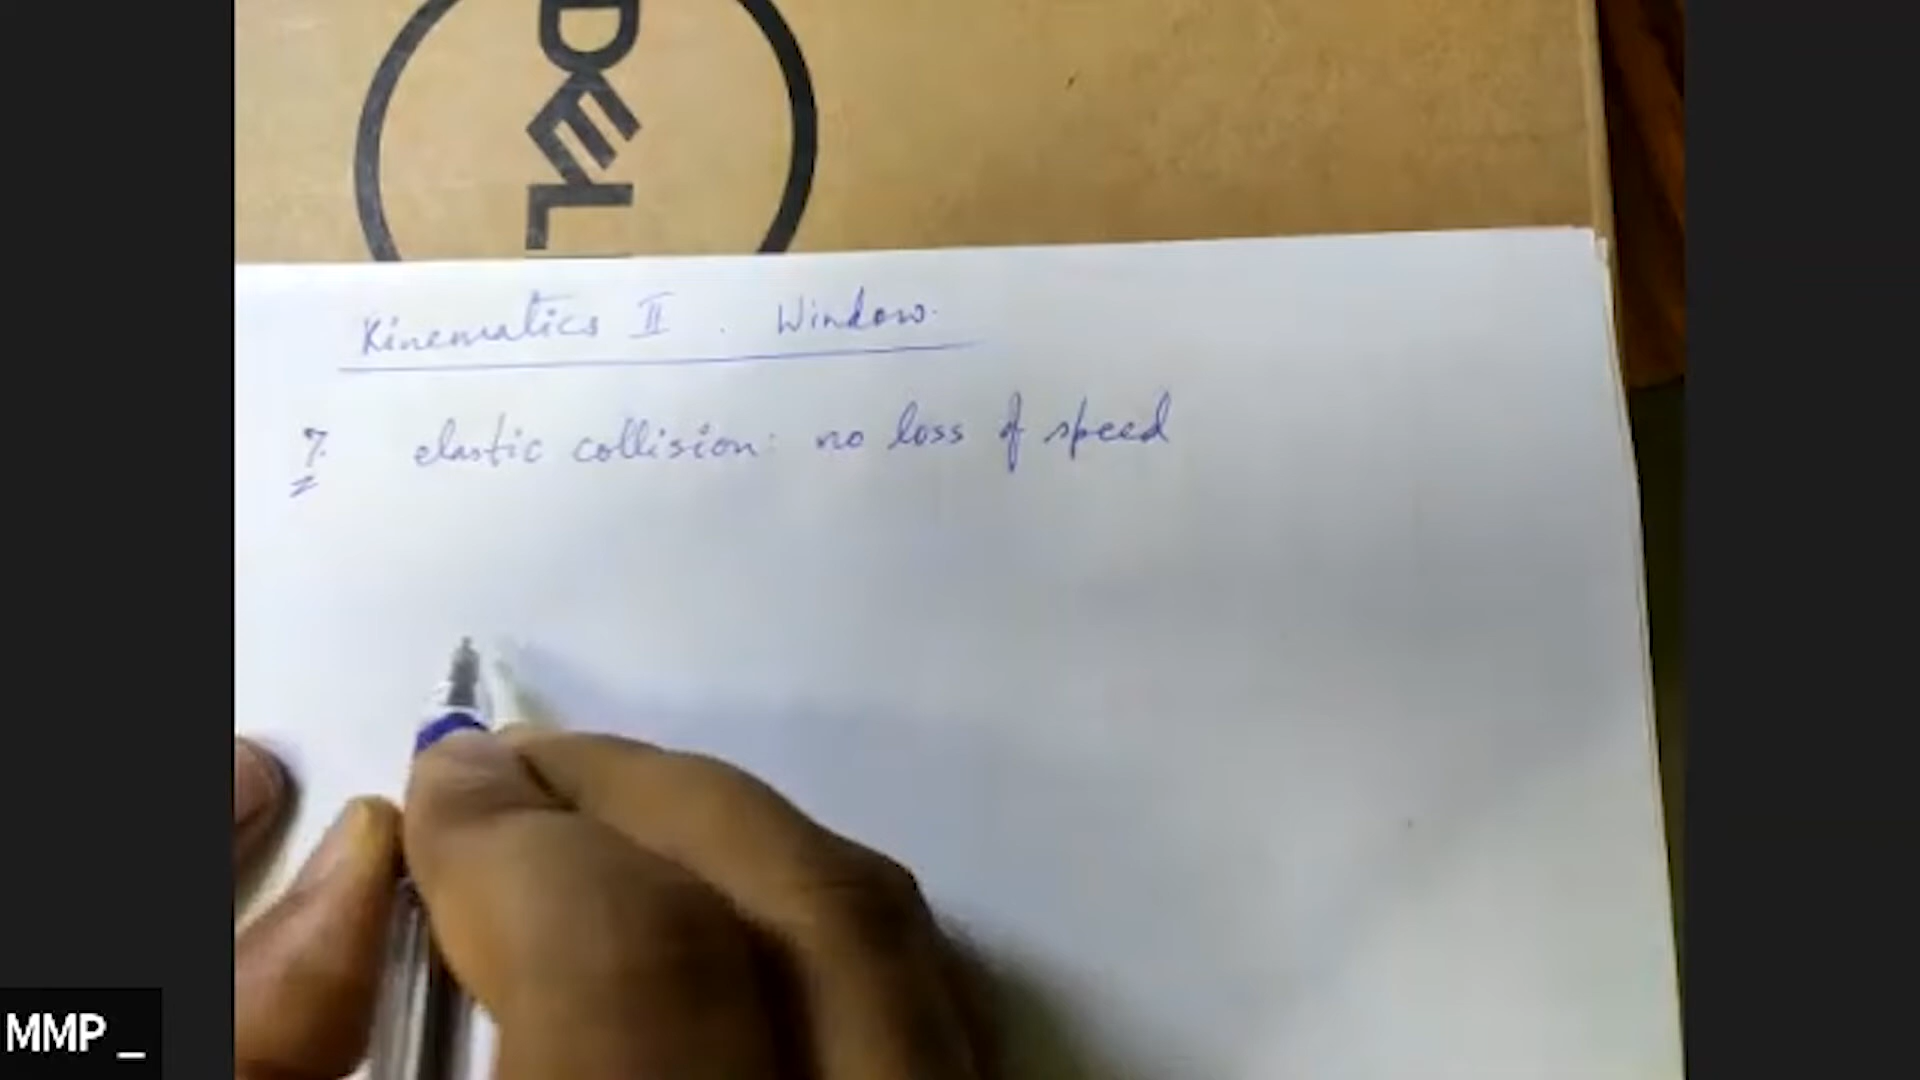 DELL
Kinematics II . Window.
7. elastic collision: no loss of speed
MMP _